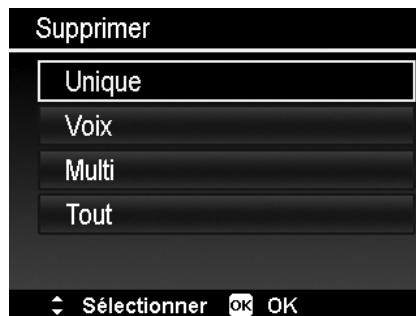 Supprimer
Unique
Voix
Multi
Tout
Sélectionner OK OK